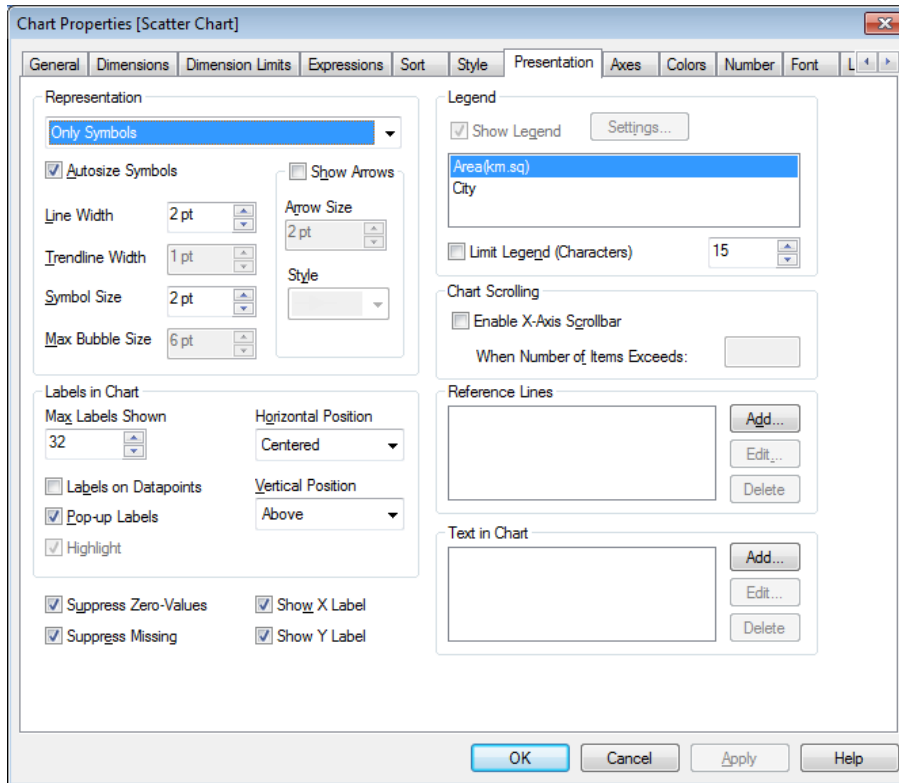 Chart Properties [Scatter Chart]
General Dimensions Dimension Limits Expressions Sort Style Presentation Axes Colors Number Font L
Representation
Only Symbols
Autosize Symbols
Show Arrows
Line Width 2 pt
Arrow Size
2 pt
Trendline Width 1 pt
Style
Symbol Size 2 pt
Max Bubble Size 6 pt
Labels in Chart
Max Labels Shown
32
Horizontal Position
Centered
Labels on Datapoints
Vertical Position
Pop-up Labels
Above
Highlight
Suppress Zero-Values
Show X Label
Suppress Missing
Show Y Label
Legend
Show Legend
Settings...
Area(km.sq)
City
Limit Legend (Characters) 15
Chart Scrolling
Enable X-Axis Scrollbar
When Number of Items Exceeds:
Reference Lines
Add...
Edit...
Delete
Text in Chart
Add...
Edit...
Delete
OK Cancel Apply Help